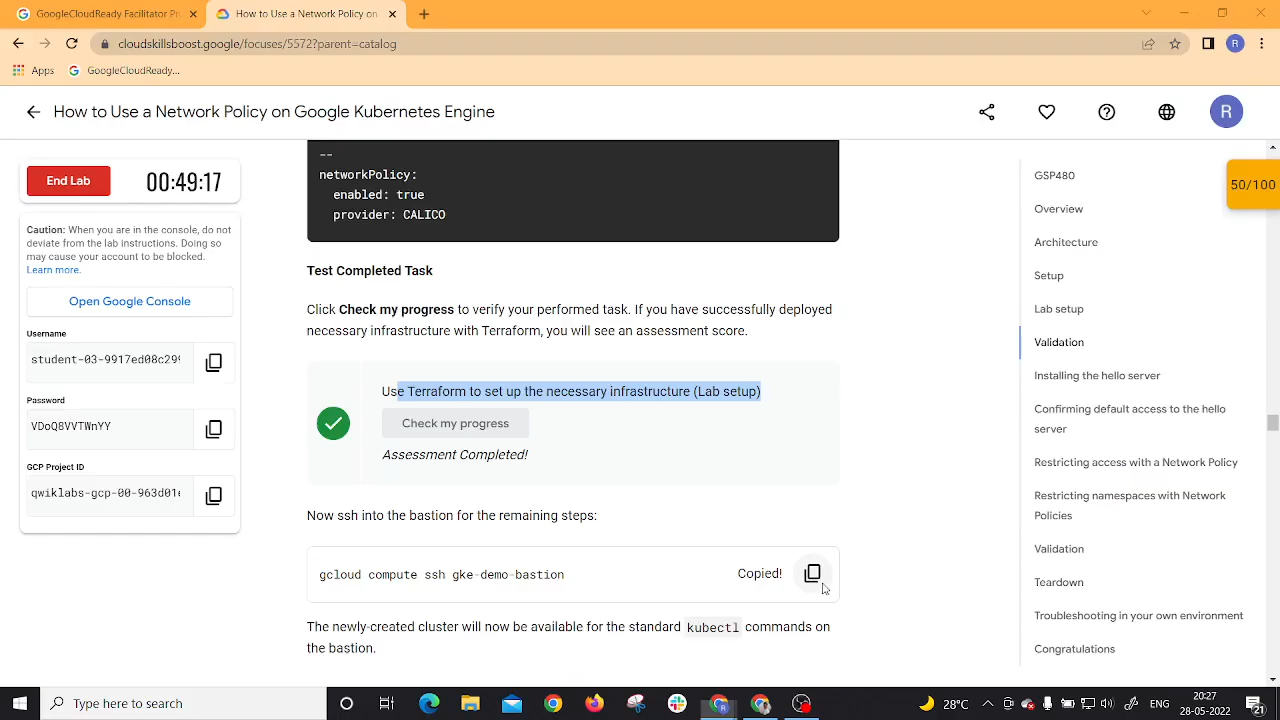 GoogleCloudReady Facilitator Pr
How to Use a Network Policy on
cloudskillsboost.google/focuses/5572?parent=catalog
R
Apps
GoogleCloudReady...
How to Use a Network Policy on Google Kubernetes Engine
R
End Lab
00:49:17
Caution: When you are in the console, do not
deviate from the lab instructions. Doing so
may cause your account to be blocked.
Learn more.
Open Google Console
Username
student-03-9917ed08c299
Password
VDoQ8VVTWnYY
GCP Project ID
qwiklabs-gcp-00-963d01e
--
networkPolicy:
enabled: true
provider: CALICO
Test Completed Task
Click Check my progress to verify your performed task. If you have successfully deployed
necessary infrastructure with Terraform, you will see an assessment score.
Use Terraform to set up the necessary infrastructure (Lab setup)
Check my progress
Assessment Completed!
Now ssh into the bastion for the remaining steps:
gcloud compute ssh gke-demo-bastion
Copied!
The newly-created cluster will now be available for the standard kubectl commands on
the bastion.
GSP480
Overview
Architecture
Setup
Lab setup
Validation
Installing the hello server
Confirming default access to the hello
server
Restricting access with a Network Policy
Restricting namespaces with Network
Policies
Validation
Teardown
Troubleshooting in your own environment
Congratulations
50/100
Type here to search
28°C
ENG
20:27
28-05-2022
21